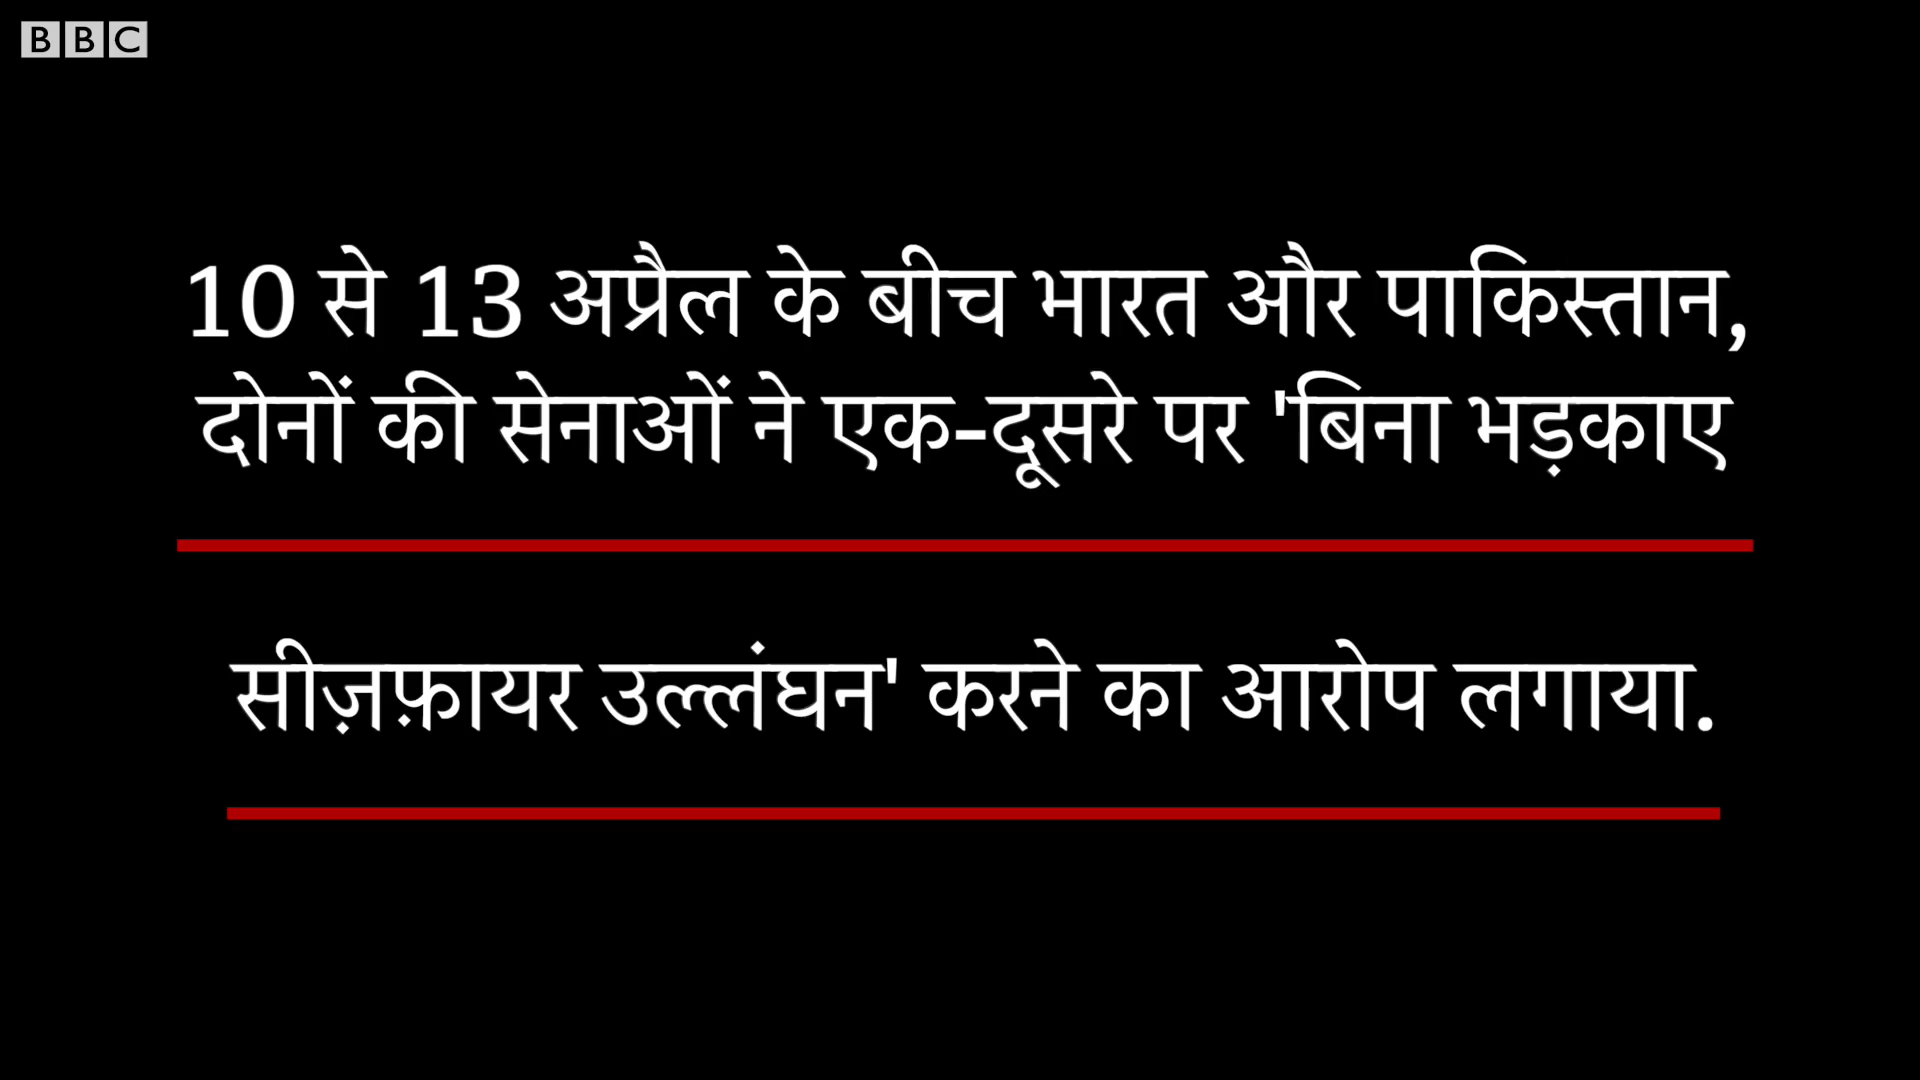 BBC
10 से 13 अप्रैल के बीच भारत और पाकिस्तान,
दोनों की सेनाओं ने एक-दूसरे पर 'बिना भड़काए
सीज़फ़ायर उल्लंघन' करने का आरोप लगाया.